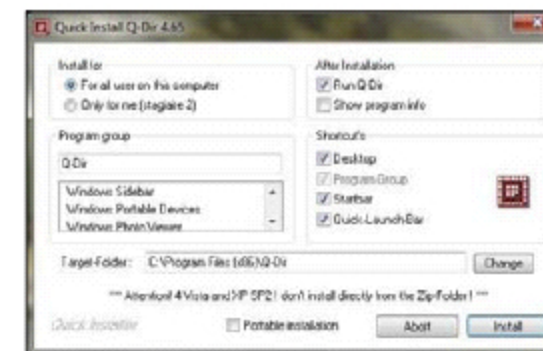 Quick Install Q-Dir 4.65
Install for
For all user on this computer
Only for me (stagiaire 2)
After Installation
Run Q-Dir
Show program info
Program group
Q-Dir
Windows Sidebar
Windows Portable Devices
Windows Photo Viewer
Shortcut's
Desktop
Program-Group
Startbar
Quick-Launch-Bar
Target-Folder: C:\Program Files (x86)\Q-Dir
Change
*** Attention! 4 Vista and XP SP2! don't install directly from the Zip-Folder! ***
Quick Installer
Portable installation
Abort
Install